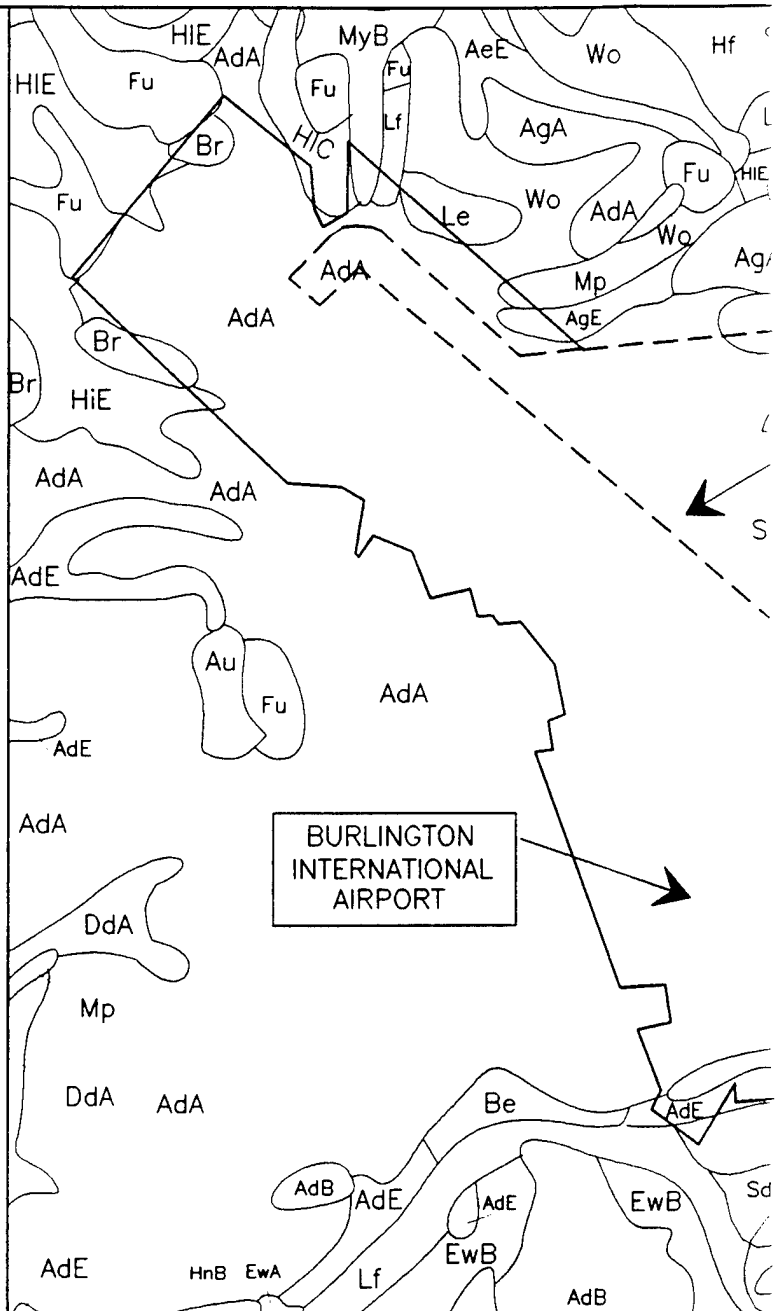 HIE
MyB
AdA
AeE
Wo
Hf
HIE
Fu
Fu
Fu
Br
HIC
Lf
AgA
L
Fu
HIE
Fu
Le
Wo
AdA
Wo
AgA
AdA
Mp
AdA
AgE
Br
Br
HiE
AdA
AdA
S
AdE
Au
Fu
AdA
AdE
AdA
BURLINGTON
INTERNATIONAL
AIRPORT
DdA
Mp
DdA
AdA
Be
AdE
AdB
AdE
AdE
EwB
Sd
EwB
AdE
HnB
EwA
Lf
AdB